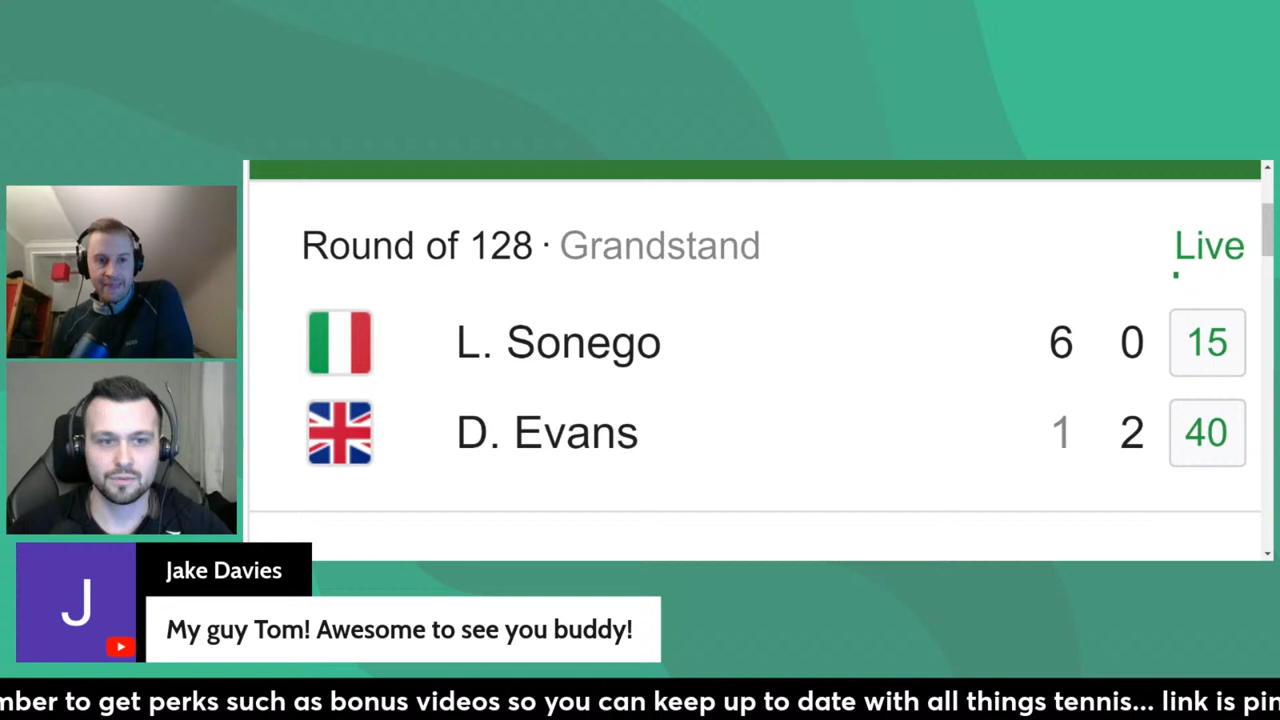 Round of 128 · Grandstand Live
L. Sonego 6 0 15
D. Evans 1 2 40
J Jake Davies
My guy Tom! Awesome to see you buddy!
mber to get perks such as bonus videos so you can keep up to date with all things tennis... link is pin